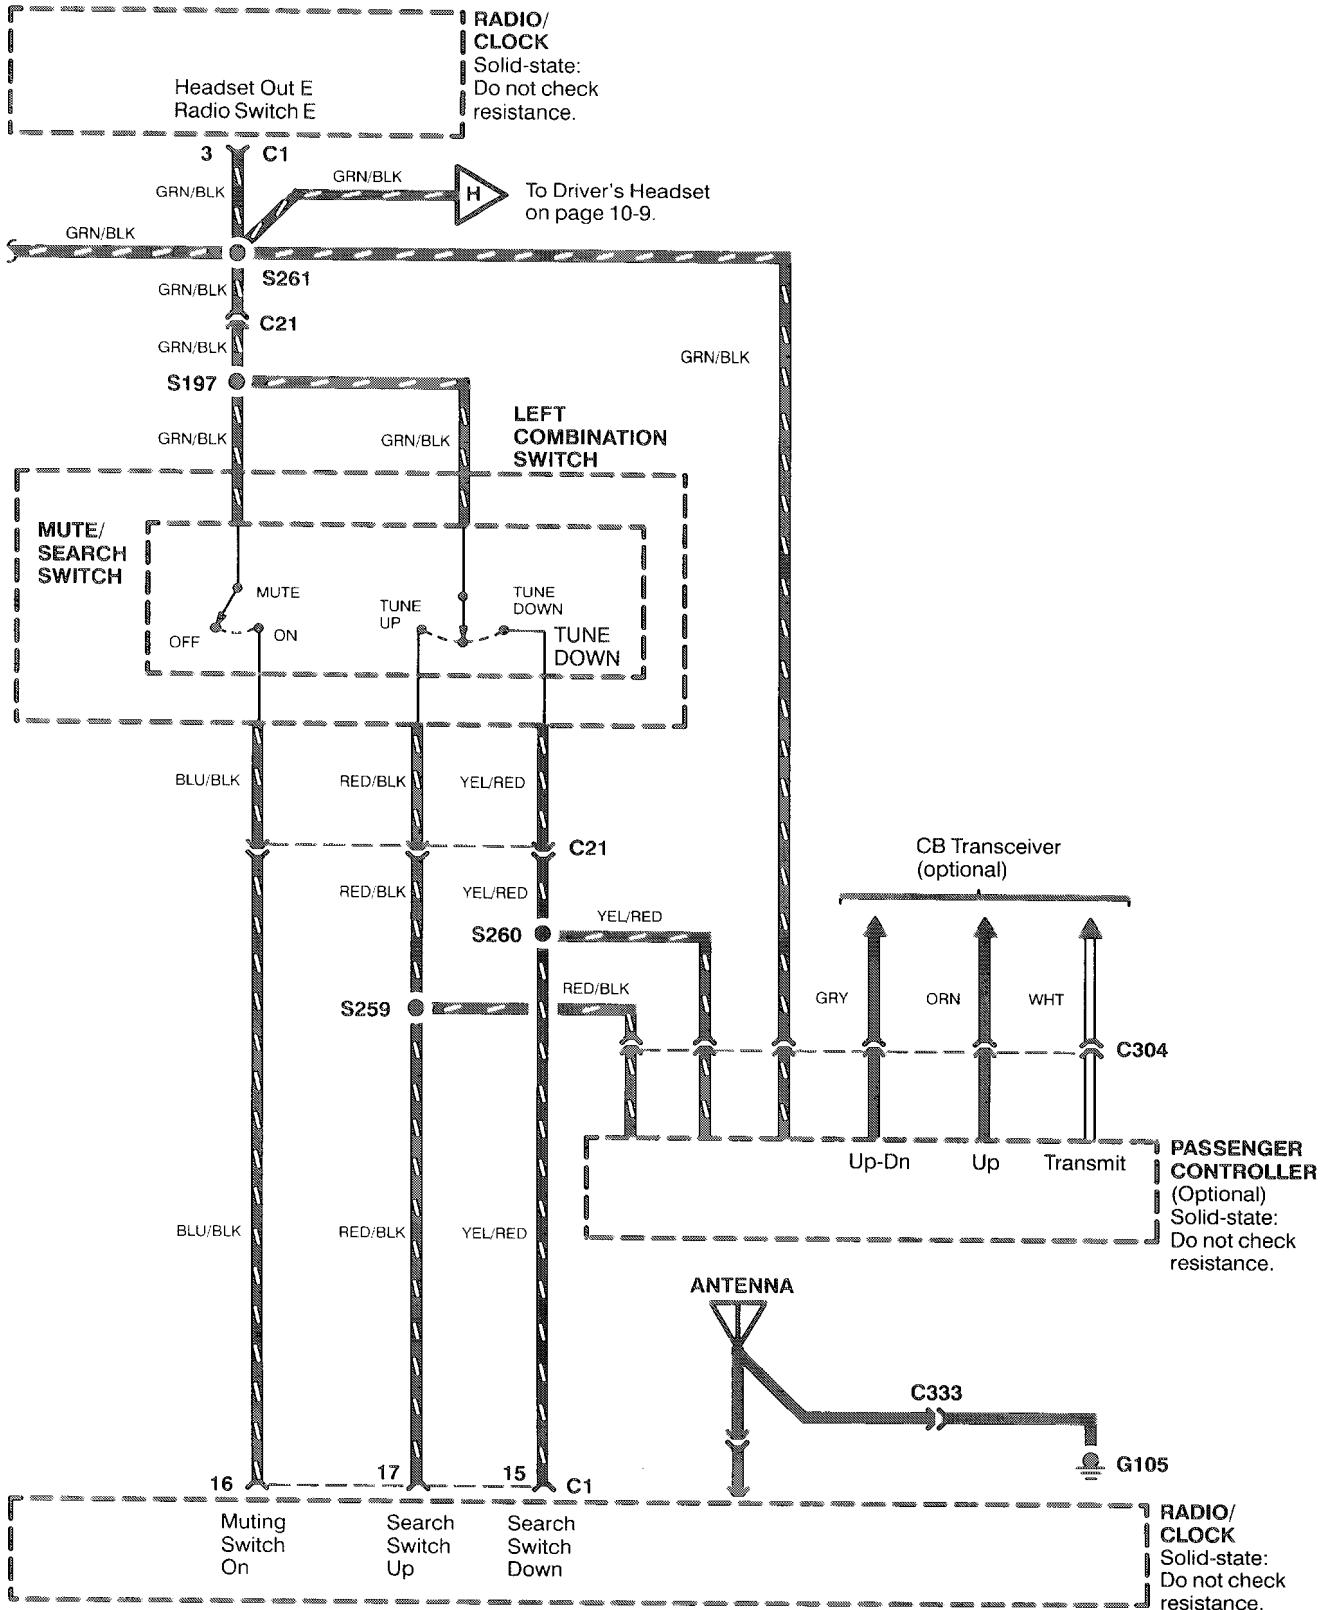 RADIO/
CLOCK
Solid-state:
Do not check
resistance.
Headset Out E
Radio Switch E
3
C1
GRN/BLK
GRN/BLK
H
To Driver's Headset
on page 10-9.
GRN/BLK
S261
GRN/BLK
C21
GRN/BLK
GRN/BLK
S197
LEFT
COMBINATION
SWITCH
GRN/BLK
GRN/BLK
MUTE/
SEARCH
SWITCH
MUTE
OFF
ON
TUNE
UP
TUNE
DOWN
TUNE
DOWN
BLU/BLK
RED/BLK
YEL/RED
C21
CB Transceiver
(optional)
RED/BLK
YEL/RED
YEL/RED
S260
RED/BLK
S259
GRY
ORN
WHT
C304
Up-Dn
Up
Transmit
PASSENGER
CONTROLLER
(Optional)
Solid-state:
Do not check
resistance.
BLU/BLK
RED/BLK
YEL/RED
ANTENNA
C333
G105
16
17
15
C1
Muting
Switch
On
Search
Switch
Up
Search
Switch
Down
RADIO/
CLOCK
Solid-state:
Do not check
resistance.